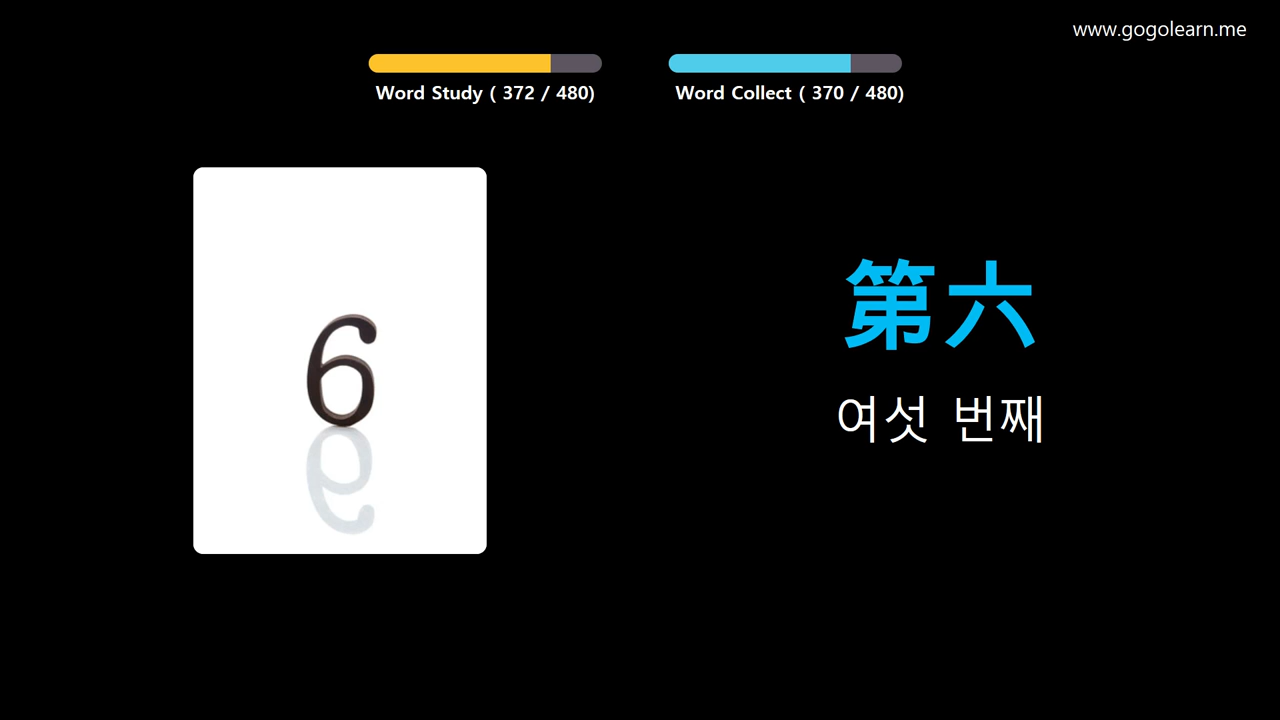 www.gogolearn.me
Word Study ( 372 / 480)
Word Collect ( 370 / 480)
6
第六
여섯 번째